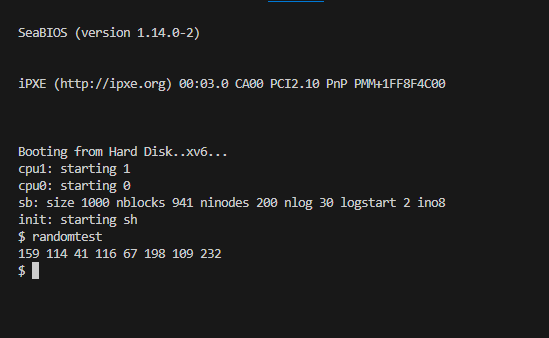 SeaBIOS (version 1.14.0-2)
iPXE (http://ipxe.org) 00:03.0 CA00 PCI2.10 PnP PMM+1FF8F4C00
Booting from Hard Disk..xv6...
cpu1: starting 1
cpu0: starting 0
sb: size 1000 nblocks 941 ninodes 200 nlog 30 logstart 2 ino8
init: starting sh
$ randomtest
159 114 41 116 67 198 109 232
$